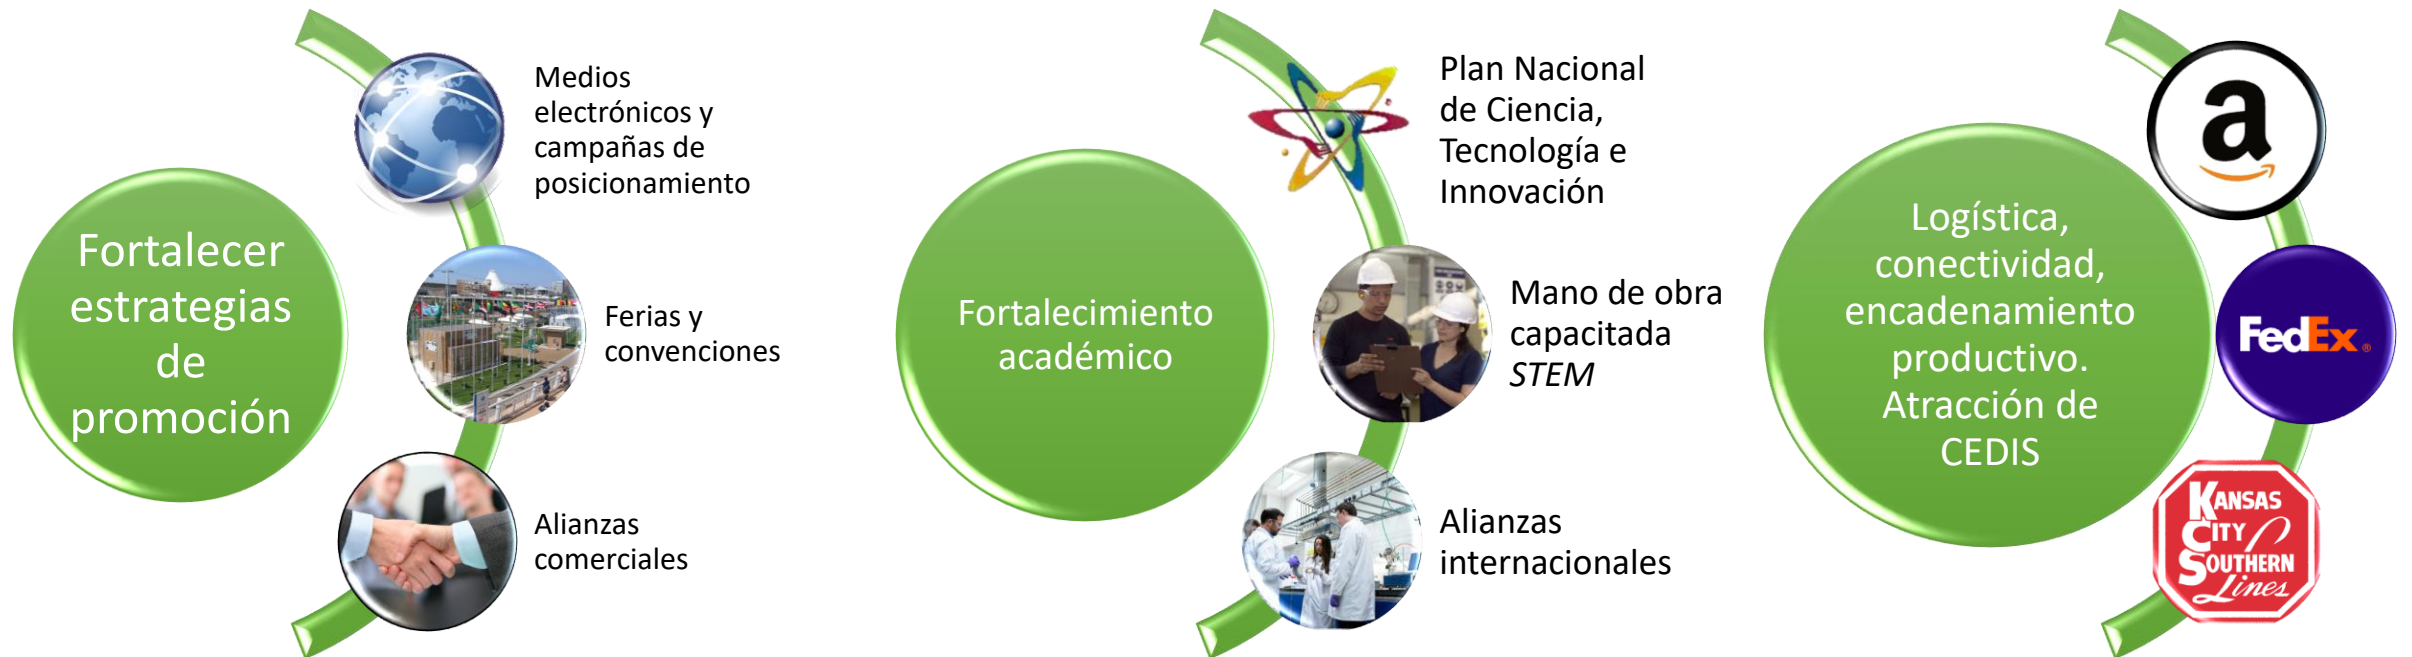 Fortalecer
estrategias
de
promoción
Medios
electrónicos y
campañas de
posicionamiento
Ferias y
convenciones
Alianzas
comerciales
Fortalecimiento
académico
Plan Nacional
de Ciencia,
Tecnología e
Innovación
Mano de obra
capacitada
STEM
Alianzas
internacionales
Logística,
conectividad,
encadenamiento
productivo.
Atracción de
CEDIS
a
FedEx®
KANSAS
CITY
SOUTHERN
Lines